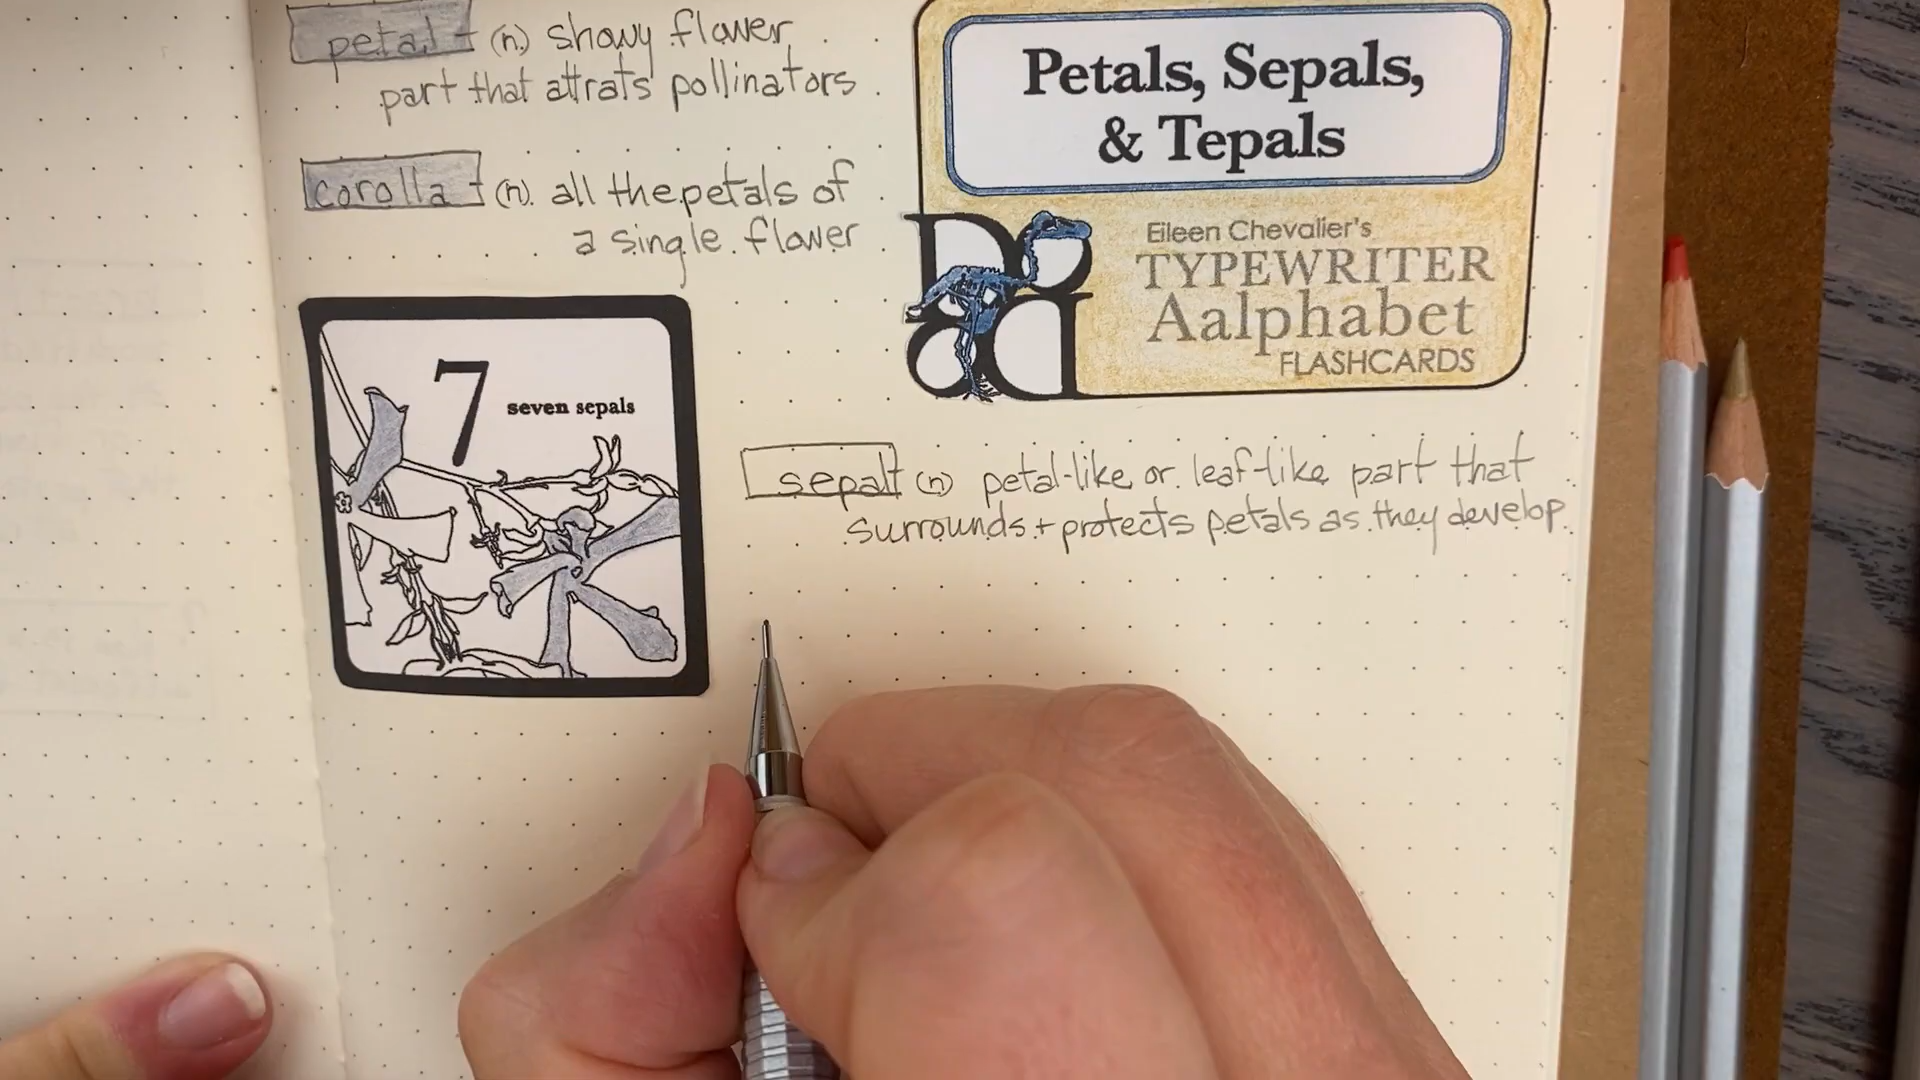 petal - (n) showy flower
part that attrats pollinators
corolla - (n). all the petals of
a single flower
Petals, Sepals,
& Tepals
Eileen Chevalier's
TYPEWRITER
Aalphabet
FLASHCARDS
7 seven sepals
sepal - (n) petal-like or leaf-like part that
surrounds + protects petals as they develop.